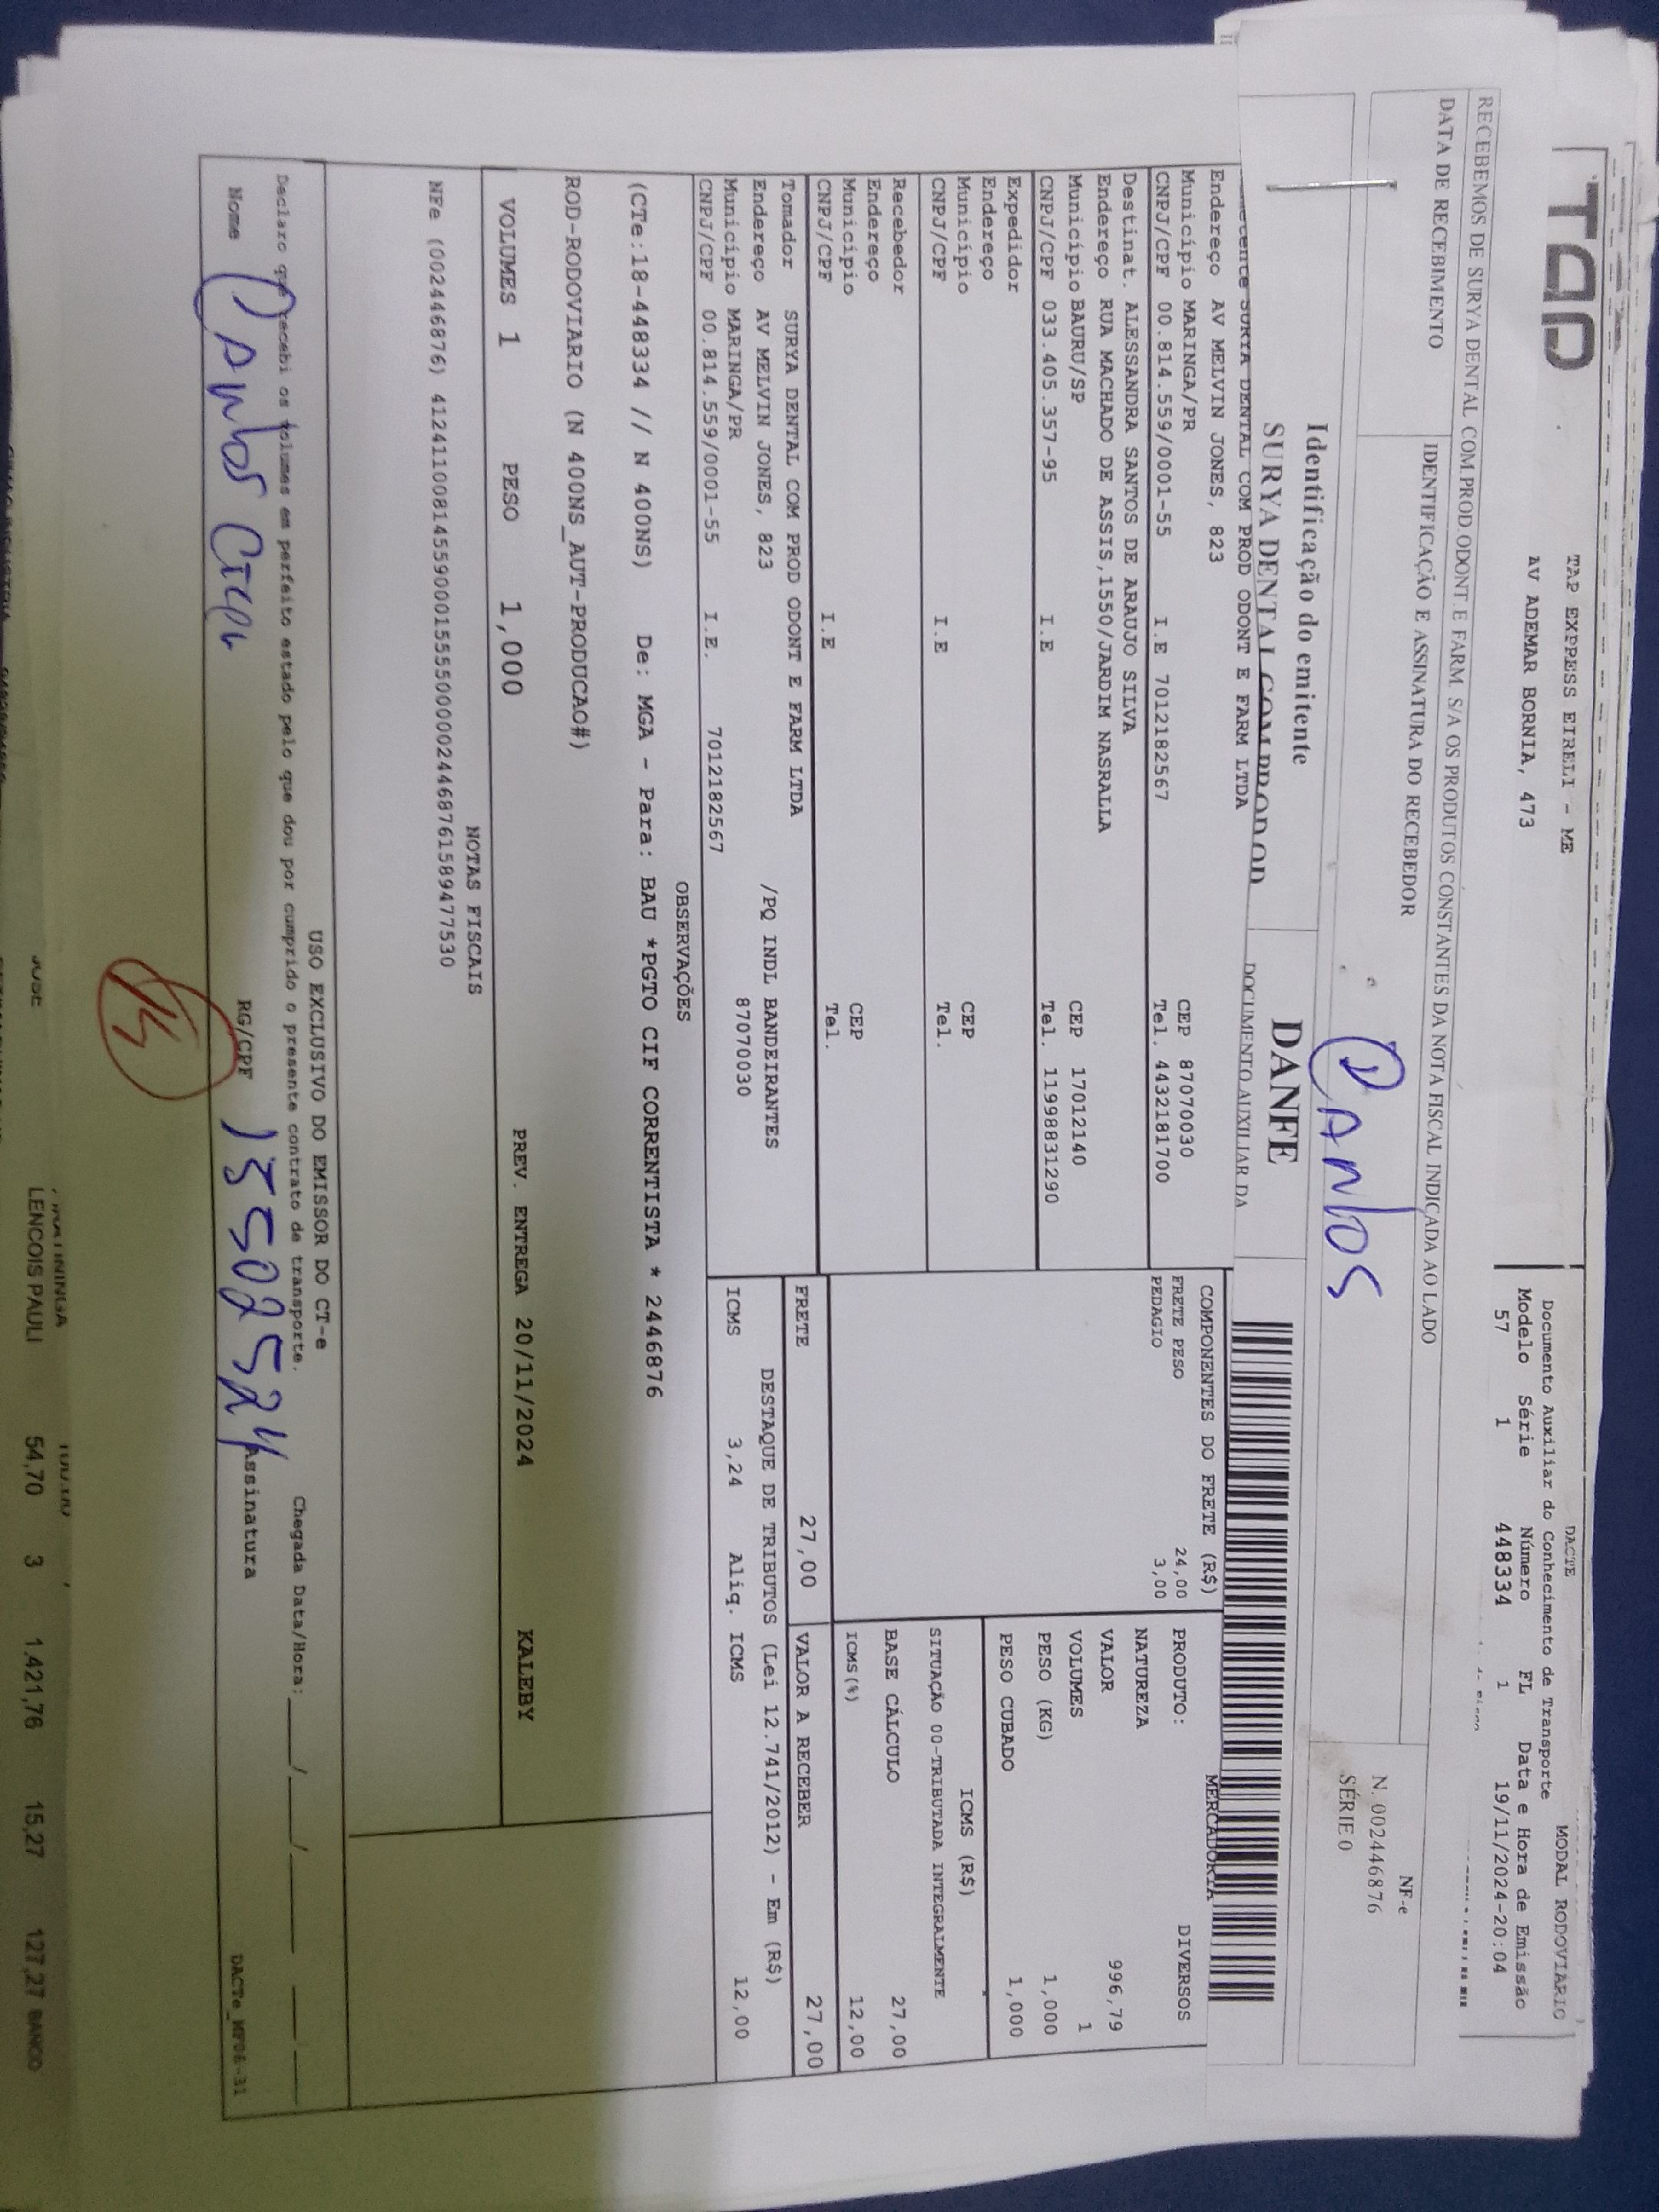 TAP
TAP EXPRESS EIRELI - ME
AV ADEMAR BORNIA, 473
DACTE
MODAL RODOVIARIO
Documento Auxiliar do Conhecimento de Transporte
Modelo Série Número FL Data e Hora de Emissão
57 1 448334 1 19/11/2024-20:04
RECEBEMOS DE SURYA DENTAL COM.PROD.ODONT.E FARM. S/A OS PRODUTOS CONSTANTES DA NOTA FISCAL INDICADA AO LADO
DATA DE RECEBIMENTO
IDENTIFICAÇÃO E ASSINATURA DO RECEBEDOR
NF-e
N. 002446876
SÉRIE 0
Identificação do emitente
SURYA DENTAL COM PROD OD
DANFE
DOCUMENTO AUXILIAR DA
SURYA DENTAL COM PROD ODONT E FARM LTDA
Endereço AV MELVIN JONES, 823
Município MARINGA/PR CEP 87070030
CNPJ/CPF 00.814.559/0001-55 I.E 7012182567 Tel. 443218​1700
Destinat. ALESSANDRA SANTOS DE ARAUJO SILVA
Endereço RUA MACHADO DE ASSIS,1550/JARDIM NASRALLA
Município BAURU/SP CEP 17012140
CNPJ/CPF 033.405.357-95 I.E Tel. 11998831290
Expedidor
Endereço
Município CEP
CNPJ/CPF I.E Tel.
Recebedor
Endereço
Município CEP
CNPJ/CPF I.E Tel.
Tomador SURYA DENTAL COM PROD ODONT E FARM LTDA
Endereço AV MELVIN JONES, 823 /PQ INDL BANDEIRANTES
Município MARINGA/PR 87070030
CNPJ/CPF 00.814.559/0001-55 I.E. 7012182567
COMPONENTES DO FRETE (R$)
FRETE PESO 24,00
PEDAGIO 3,00
MERCADORIA
PRODUTO: DIVERSOS
NATUREZA
VALOR 996,79
VOLUMES 1
PESO (KG) 1,000
PESO CUBADO 1,000
ICMS (R$)
SITUAÇÃO 00-TRIBUTADA INTEGRALMENTE
BASE CÁLCULO 27,00
ICMS(%) 12,00
FRETE 27,00 VALOR A RECEBER 27,00
DESTAQUE DE TRIBUTOS (Lei 12.741/2012) - Em (R$)
ICMS 3,24 Aliq. ICMS 12,00
OBSERVAÇÕES
(CTe:18-448334 // N 400NS) De: MGA - Para: BAU *PGTO CIF CORRENTISTA * 2446876
ROD-RODOVIARIO (N 400NS_AUT-PRODUCAO#)
VOLUMES 1 PESO 1,000 PREV. ENTREGA 20/11/2024 KALEBY
NOTAS FISCAIS
NFe (002446876) 41241100814559000155550000024468761589477530
USO EXCLUSIVO DO EMISSOR DO CT-e
Declaro que recebi os volumes em perfeito estado pelo que dou por cumprido o presente contrato de transporte. Chegada Data/Hora: / /
Nome RG/CPF 15502524 Assinatura
DACTe_MF06-31
LENCOIS PAULI 54,70 3 1.421,76 15,27 127,27 BANCO